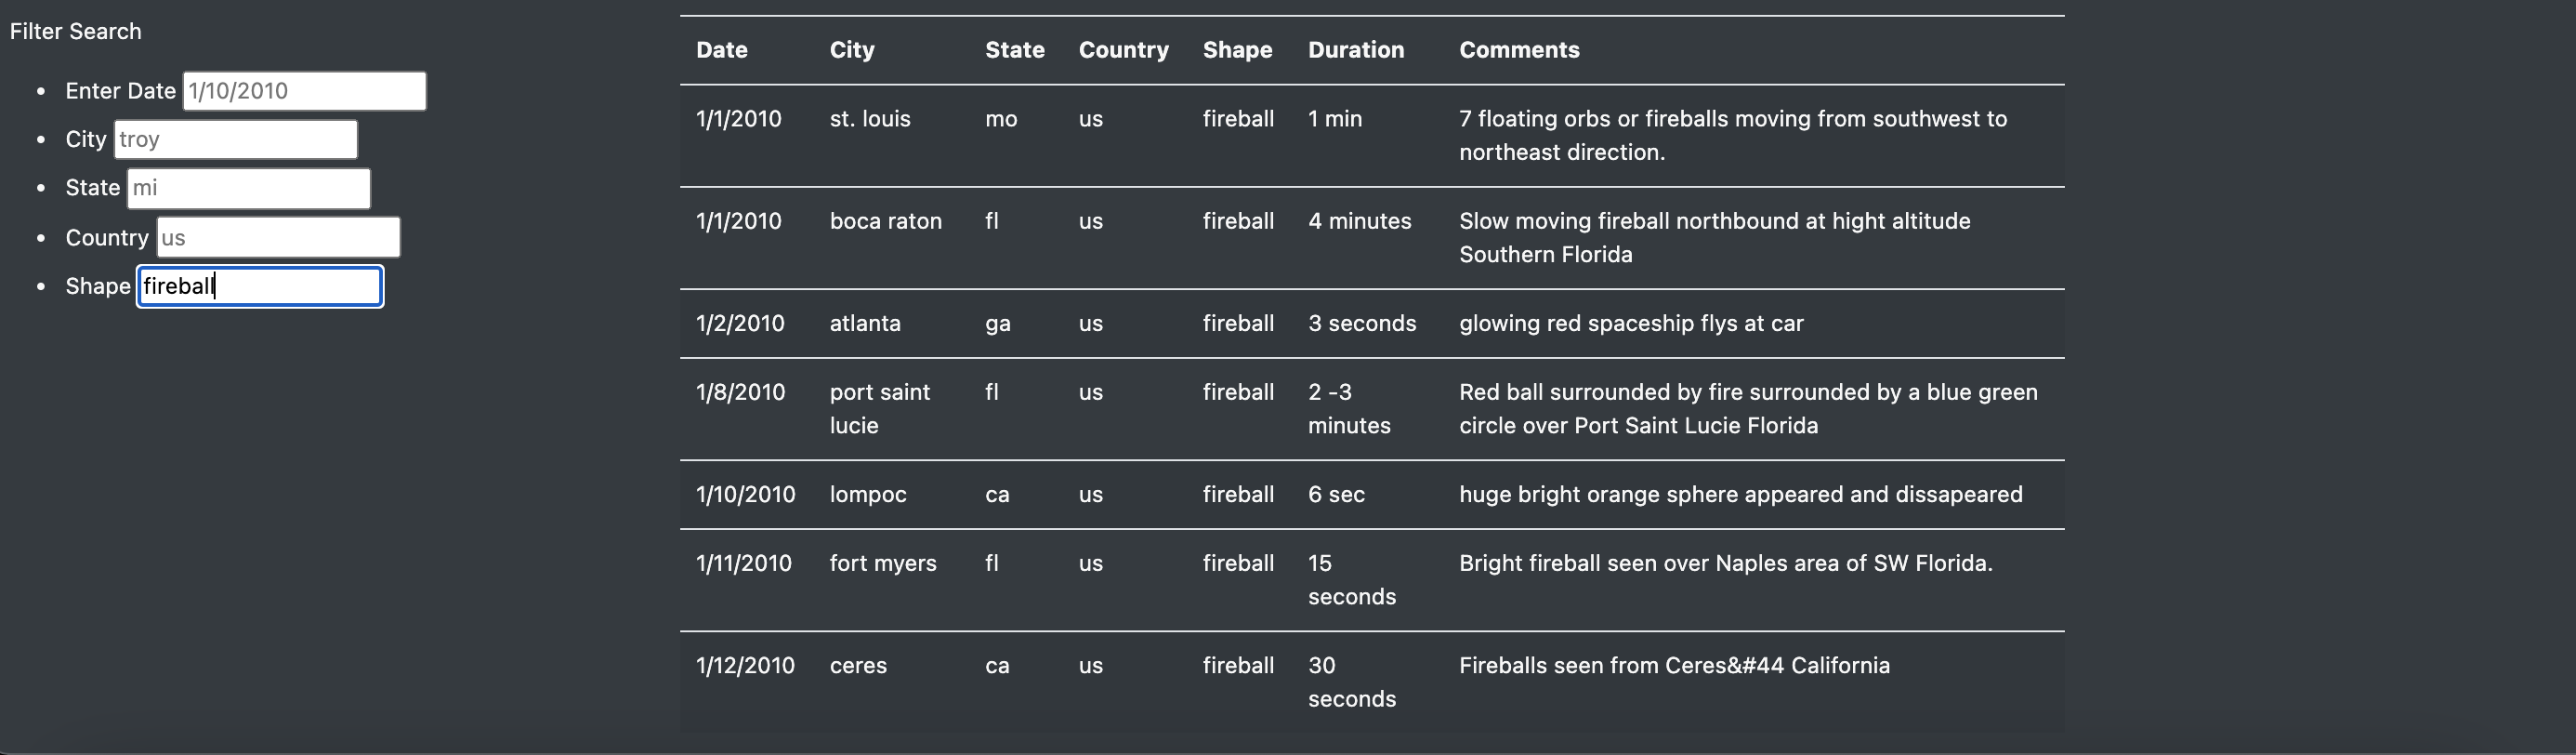 Filter Search
Enter Date 1/10/2010
City troy
State mi
Country us
Shape fireball
Date City State Country Shape Duration Comments
1/1/2010 st. louis mo us fireball 1 min 7 floating orbs or fireballs moving from southwest to
northeast direction.
1/1/2010 boca raton fl us fireball 4 minutes Slow moving fireball northbound at hight altitude
Southern Florida
1/2/2010 atlanta ga us fireball 3 seconds glowing red spaceship flys at car
1/8/2010 port saint fl us fireball 2 -3 Red ball surrounded by fire surrounded by a blue green
lucie minutes circle over Port Saint Lucie Florida
1/10/2010 lompoc ca us fireball 6 sec huge bright orange sphere appeared and dissapeared
1/11/2010 fort myers fl us fireball 15 Bright fireball seen over Naples area of SW Florida.
seconds
1/12/2010 ceres ca us fireball 30 Fireballs seen from Ceres&#44 California
seconds